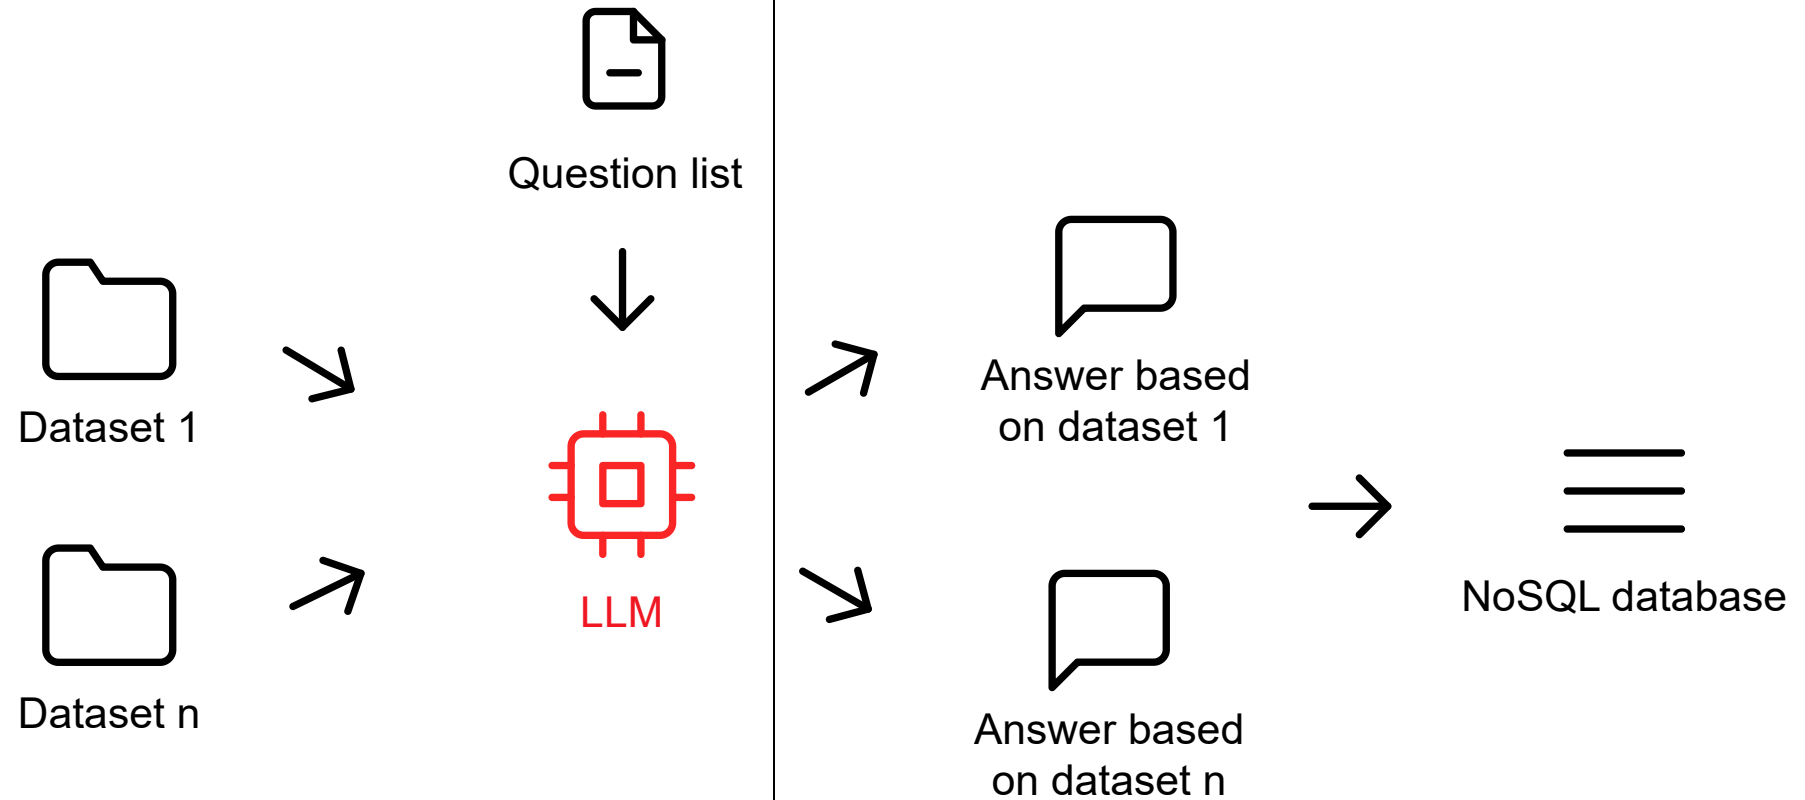 Question list
Dataset 1
LLM
Dataset n
Answer based
on dataset 1
Answer based
on dataset n
NoSQL database